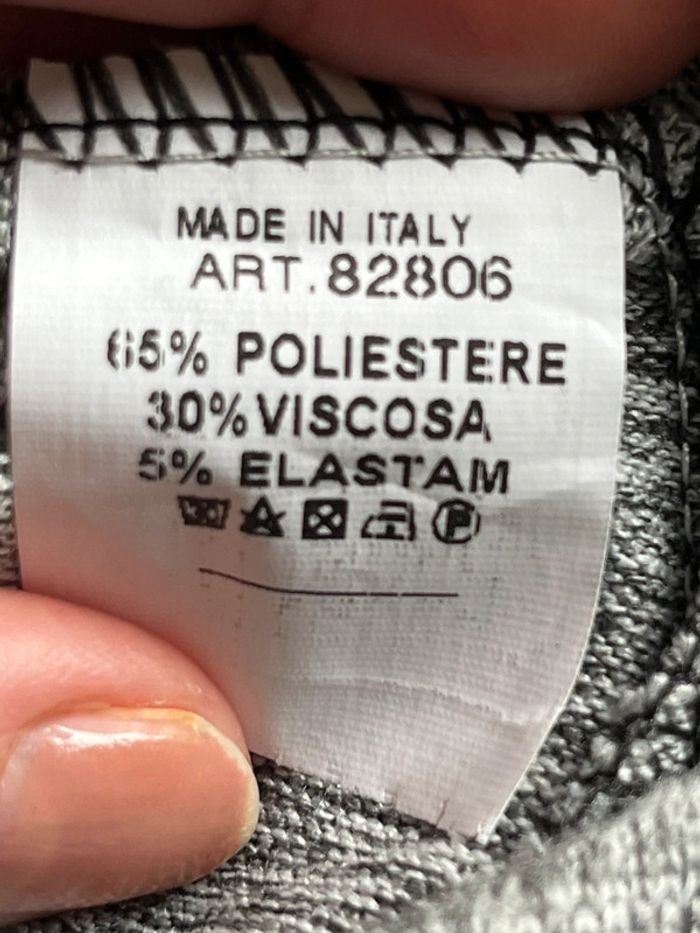 MADE IN ITALY
ART.82806
65% POLIESTERE
30% VISCOSA
5% ELASTAM
P